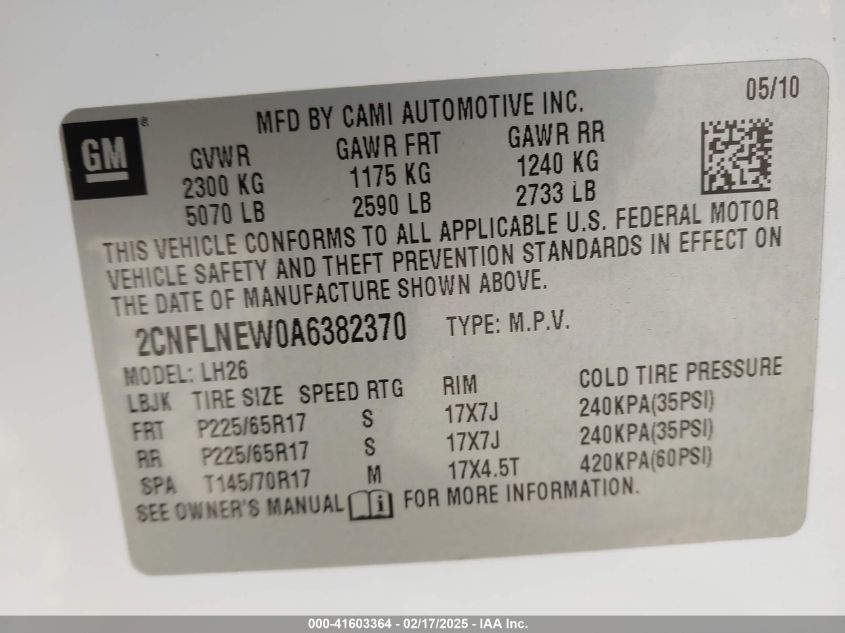 05/10
GM®
MFD BY CAMI AUTOMOTIVE INC.
GVWR GAWR FRT GAWR RR
2300 KG 1175 KG 1240 KG
5070 LB 2590 LB 2733 LB
THIS VEHICLE CONFORMS TO ALL APPLICABLE U.S. FEDERAL MOTOR
VEHICLE SAFETY AND THEFT PREVENTION STANDARDS IN EFFECT ON
THE DATE OF MANUFACTURE SHOWN ABOVE.
2CNFLNEW0A6382370 TYPE: M.P.V.
MODEL: LH26
LBJK TIRE SIZE SPEED RTG RIM COLD TIRE PRESSURE
FRT P225/65R17 S 17X7J 240KPA(35PSI)
RR P225/65R17 S 17X7J 240KPA(35PSI)
SPA T145/70R17 M 17X4.5T 420KPA(60PSI)
SEE OWNER'S MANUAL FOR MORE INFORMATION.
000-41603364 - 02/17/2025 - IAA Inc.